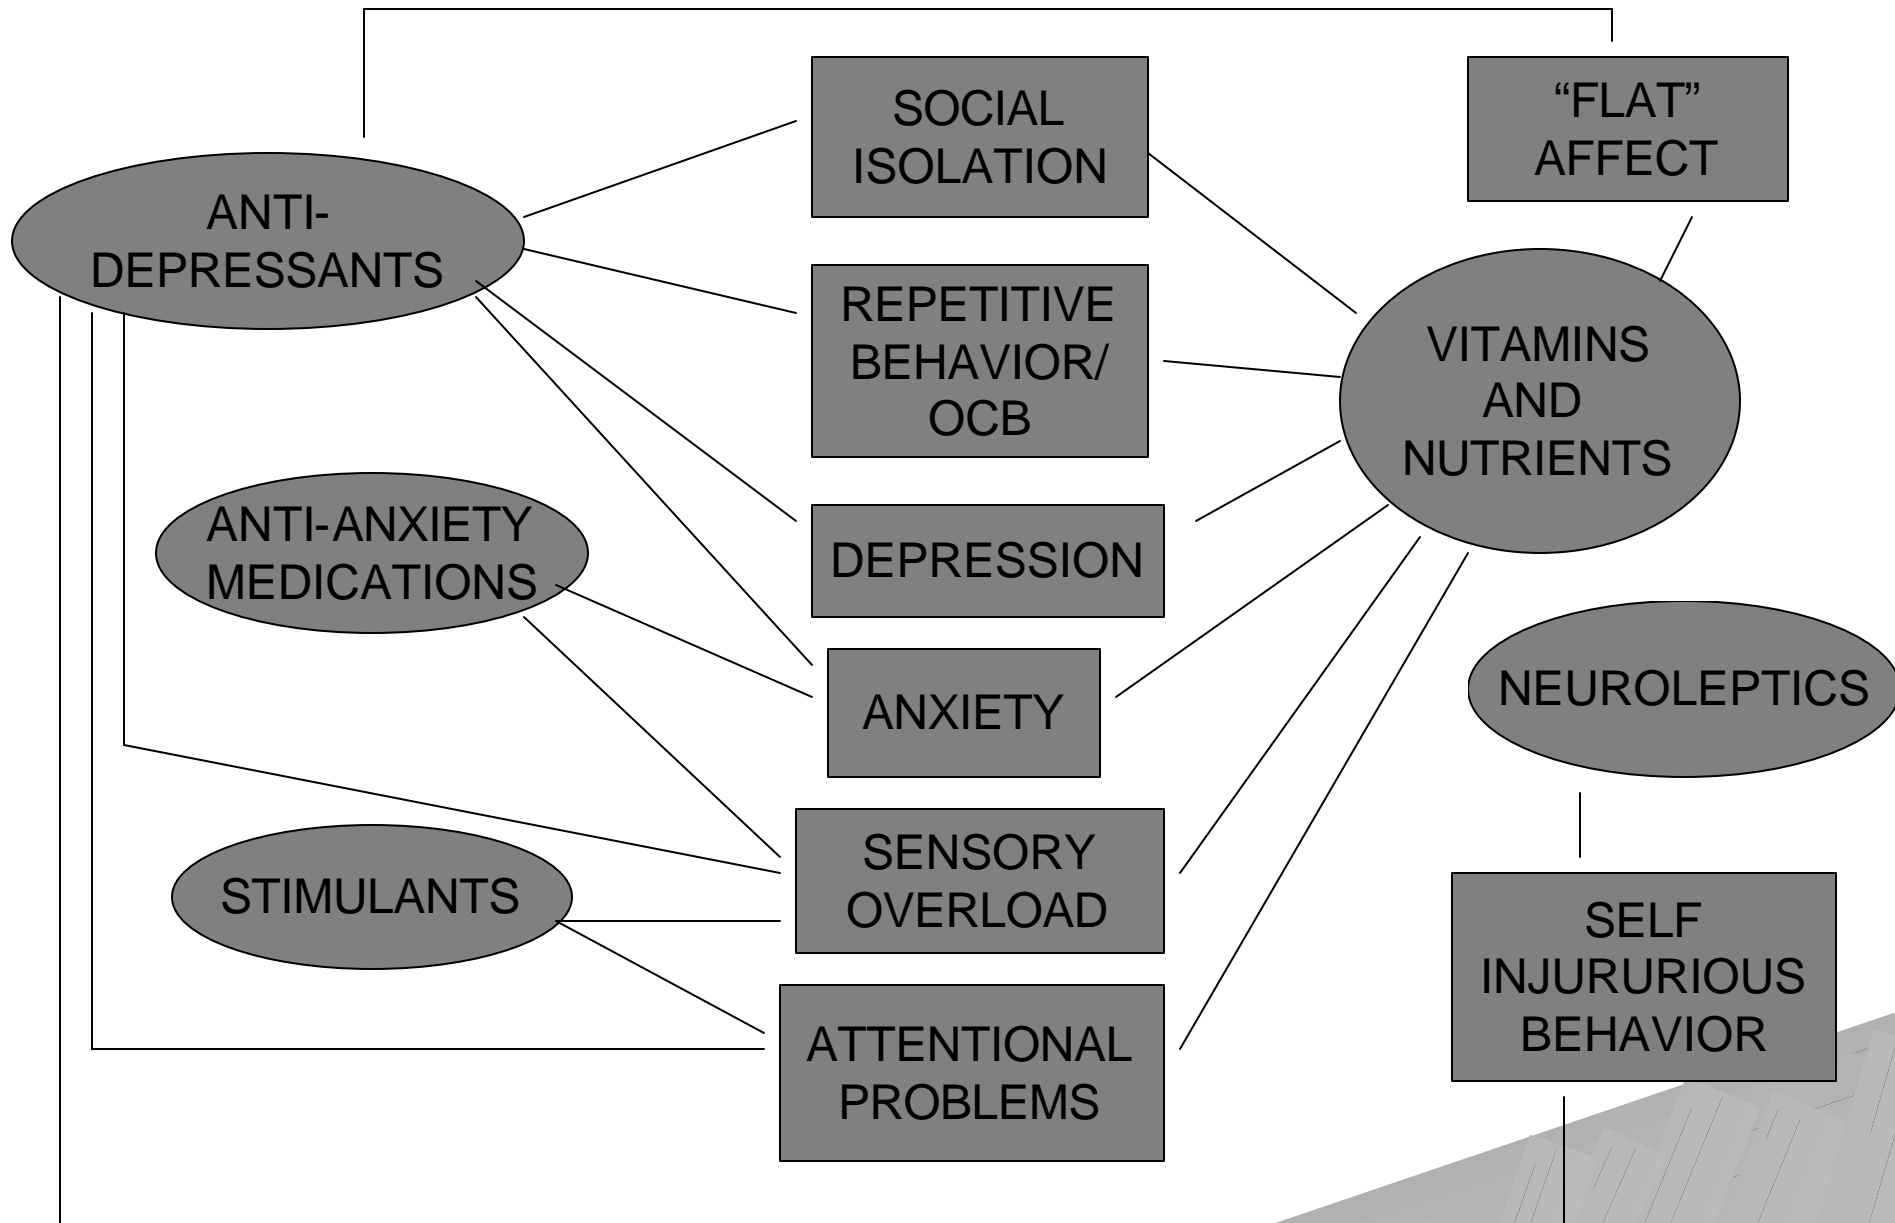 SOCIAL
ISOLATION
“FLAT”
AFFECT
ANTI-
DEPRESSANTS
REPETITIVE
BEHAVIOR/
OCB
VITAMINS
AND
NUTRIENTS
ANTI-ANXIETY
MEDICATIONS
DEPRESSION
ANXIETY
NEUROLEPTICS
STIMULANTS
SENSORY
OVERLOAD
SELF
INJURURIOUS
BEHAVIOR
ATTENTIONAL
PROBLEMS